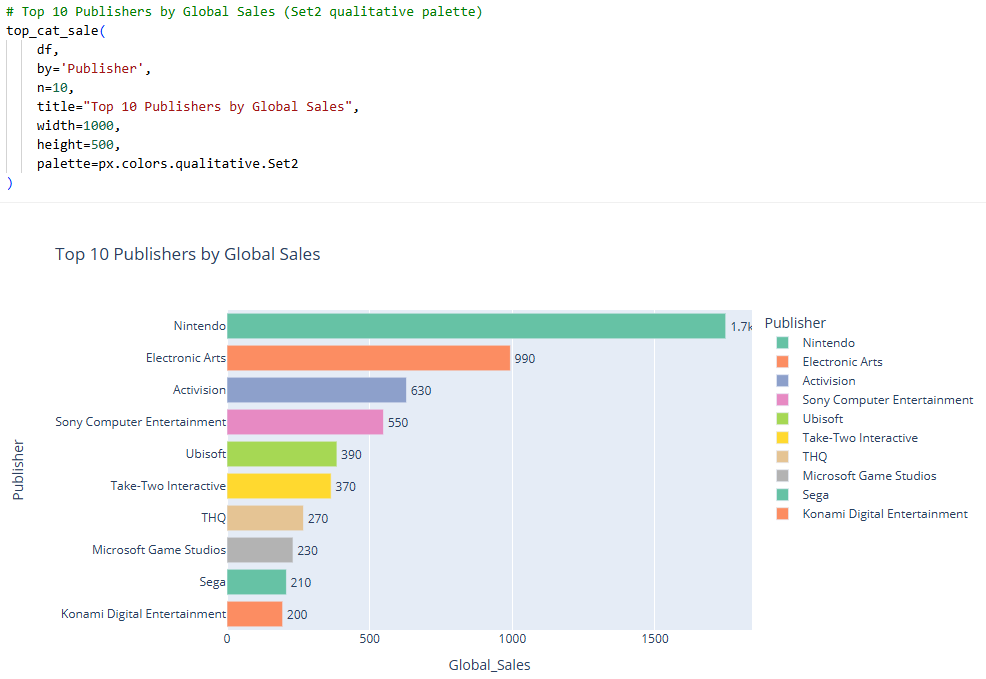 # Top 10 Publishers by Global Sales (Set2 qualitative palette)
top_cat_sale(
    df,
    by='Publisher',
    n=10,
    title="Top 10 Publishers by Global Sales",
    width=1000,
    height=500,
    palette=px.colors.qualitative.Set2
)
Top 10 Publishers by Global Sales
Publisher
Nintendo 1.7k
Electronic Arts 990
Activision 630
Sony Computer Entertainment 550
Ubisoft 390
Take-Two Interactive 370
THQ 270
Microsoft Game Studios 230
Sega 210
Konami Digital Entertainment 200
0 500 1000 1500
Global_Sales
Publisher
Nintendo
Electronic Arts
Activision
Sony Computer Entertainment
Ubisoft
Take-Two Interactive
THQ
Microsoft Game Studios
Sega
Konami Digital Entertainment